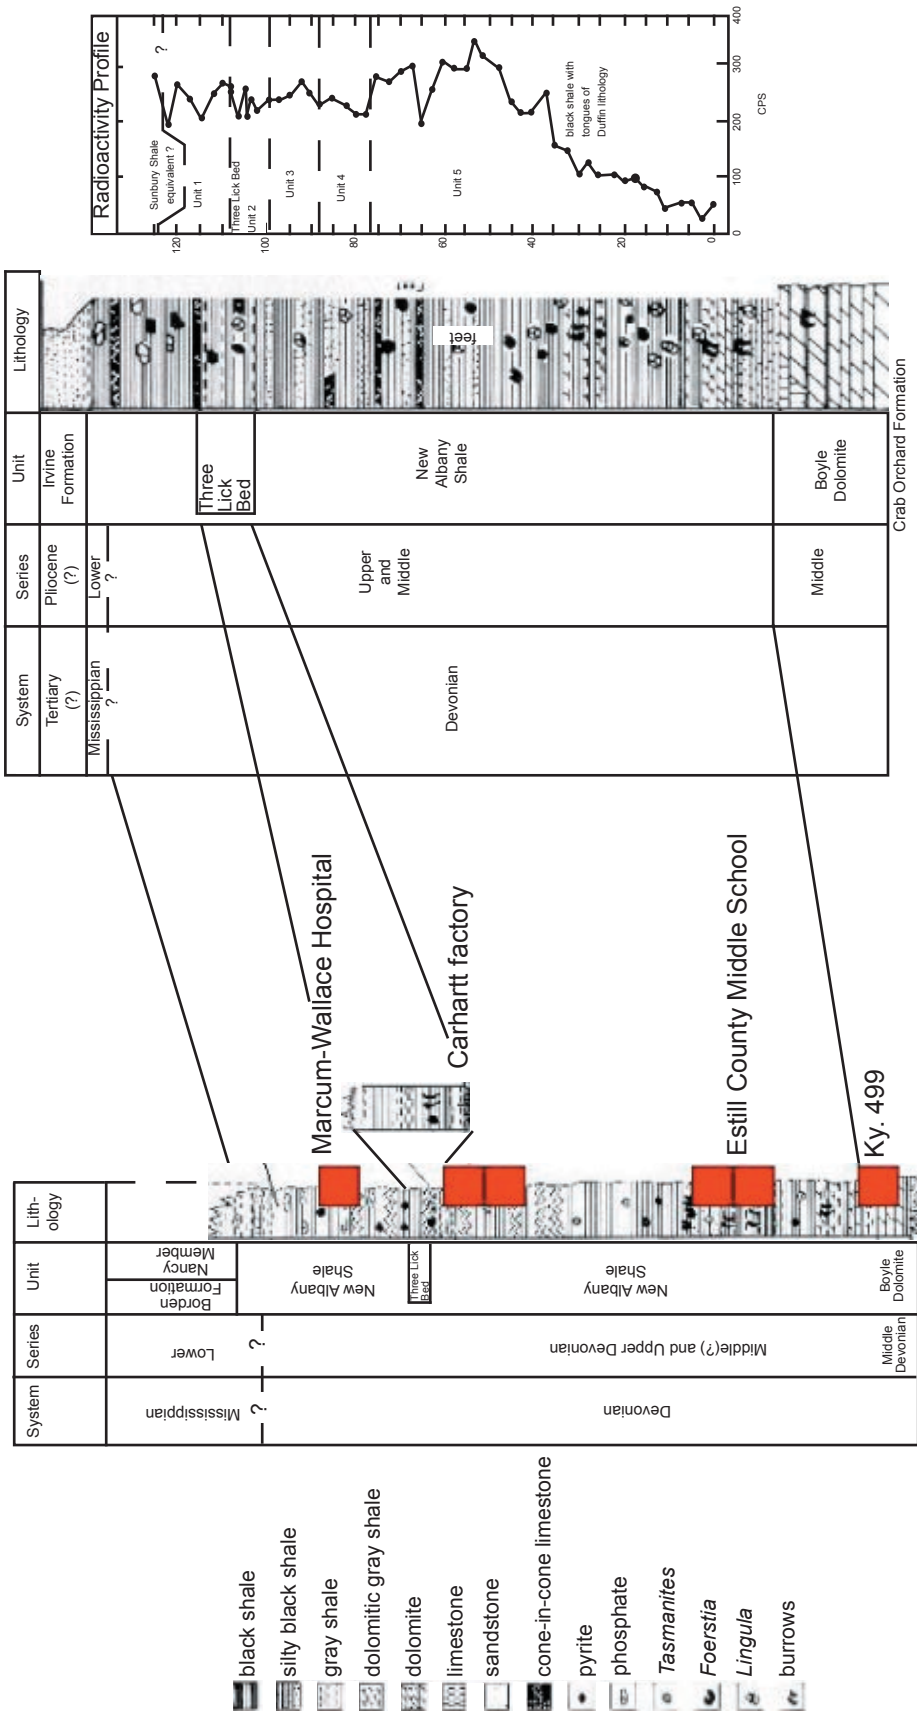 Radioactivity Profile
?
Sunbury Shale
equivalent ?
Unit 1
Three Lick Bed
Unit 2
Unit 3
Unit 4
Unit 5
black shale with
tongues of
Duffin lithology
400
300
200
100
0
CPS
120
100
80
60
40
20
0
System
Series
Unit
Lithology
Tertiary
(?)
Pliocene
(?)
Irvine
Formation
Mississippian
?
Lower
?
Three
Lick
Bed
Devonian
Upper
and
Middle
New
Albany
Shale
feet
Middle
Boyle
Dolomite
Crab Orchard Formation
Marcum-Wallace Hospital
Carhartt factory
Estill County Middle School
Ky. 499
System
Series
Unit
Lith-
ology
Mississippian
?
Lower
?
Borden
Formation
Nancy
Member
New Albany
Shale
Three Lick
Bed
New Albany
Shale
Devonian
Middle(?) and Upper Devonian
Middle
Devonian
Boyle
Dolomite
black shale
silty black shale
gray shale
dolomitic gray shale
dolomite
limestone
sandstone
cone-in-cone limestone
pyrite
phosphate
Tasmanites
Foerstia
Lingula
burrows